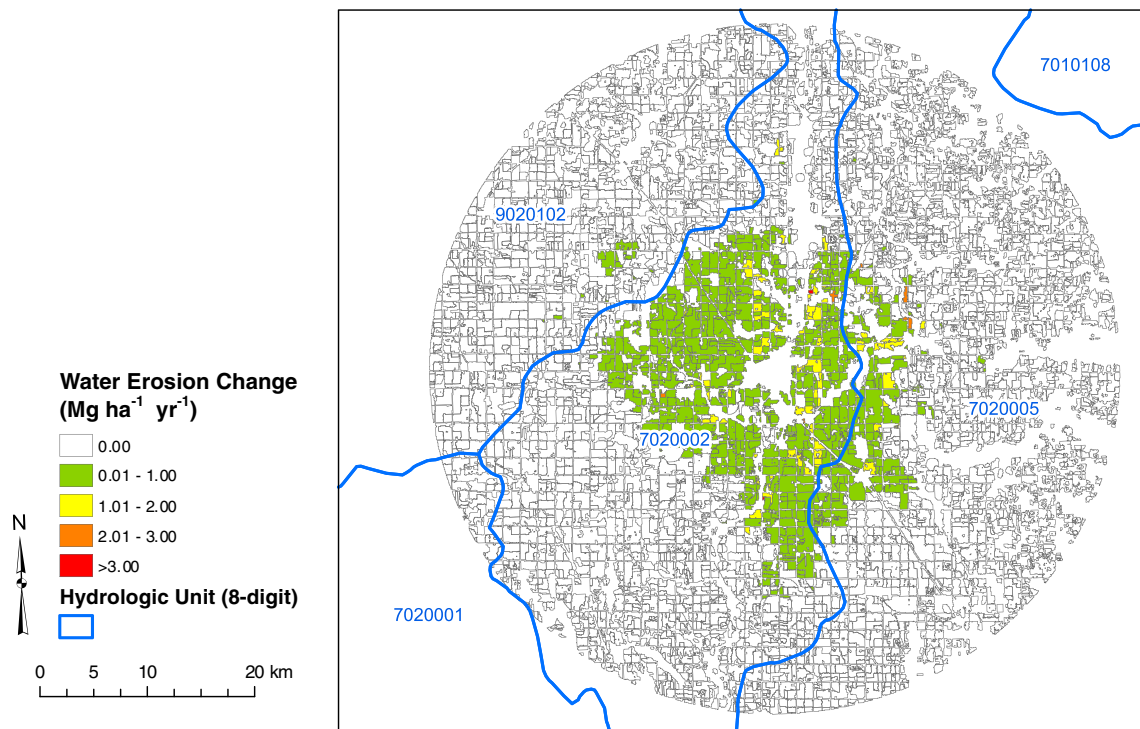 7010108
9020102
7020005
7020002
7020001
Water Erosion Change
(Mg ha⁻¹ yr⁻¹)
0.00
0.01 - 1.00
1.01 - 2.00
2.01 - 3.00
>3.00
Hydrologic Unit (8-digit)
N
0 5 10 20 km